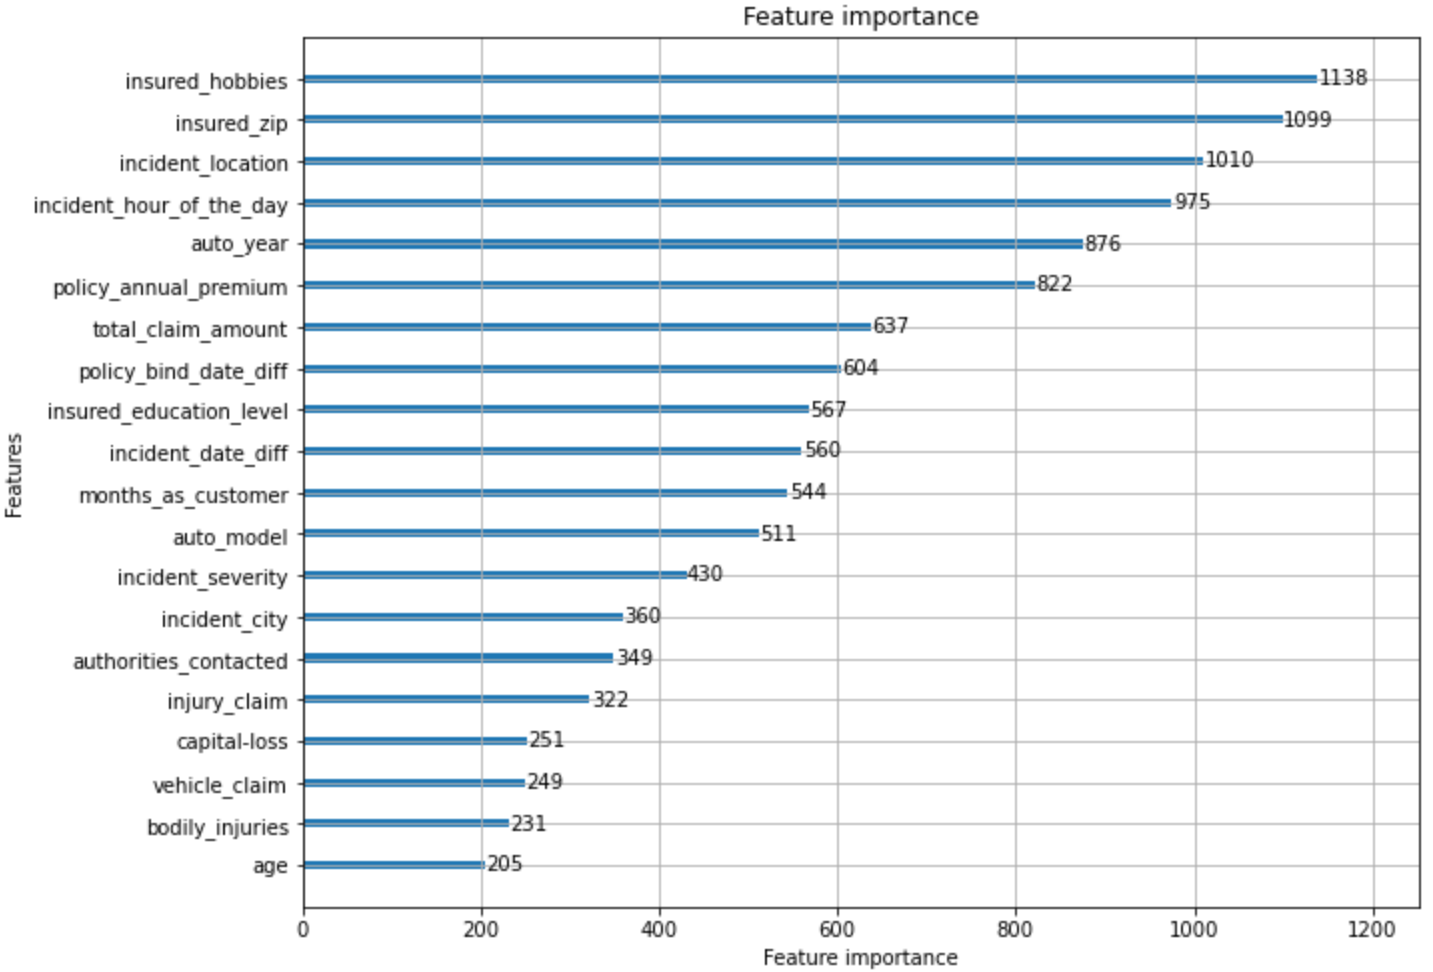 Feature importance
insured_hobbies 1138
insured_zip 1099
incident_location 1010
incident_hour_of_the_day 975
auto_year 876
policy_annual_premium 822
total_claim_amount 637
policy_bind_date_diff 604
insured_education_level 567
incident_date_diff 560
months_as_customer 544
auto_model 511
incident_severity 430
incident_city 360
authorities_contacted 349
injury_claim 322
capital-loss 251
vehicle_claim 249
bodily_injuries 231
age 205
Features
0 200 400 600 800 1000 1200
Feature importance